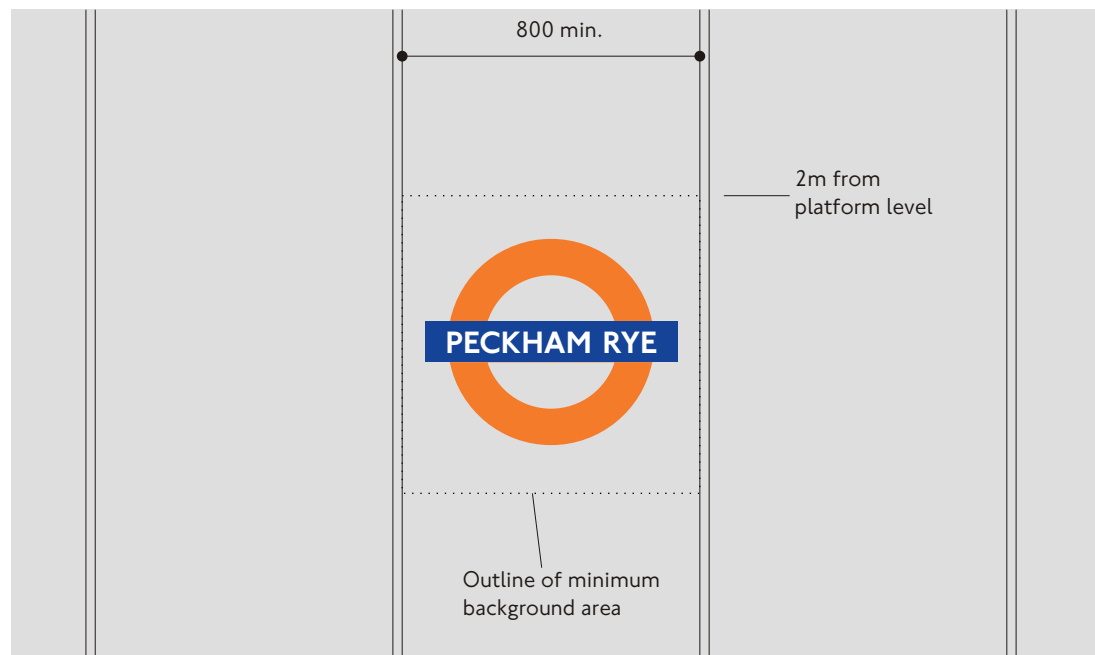 800 min.
2m from
platform level
PECKHAM RYE
Outline of minimum
background area